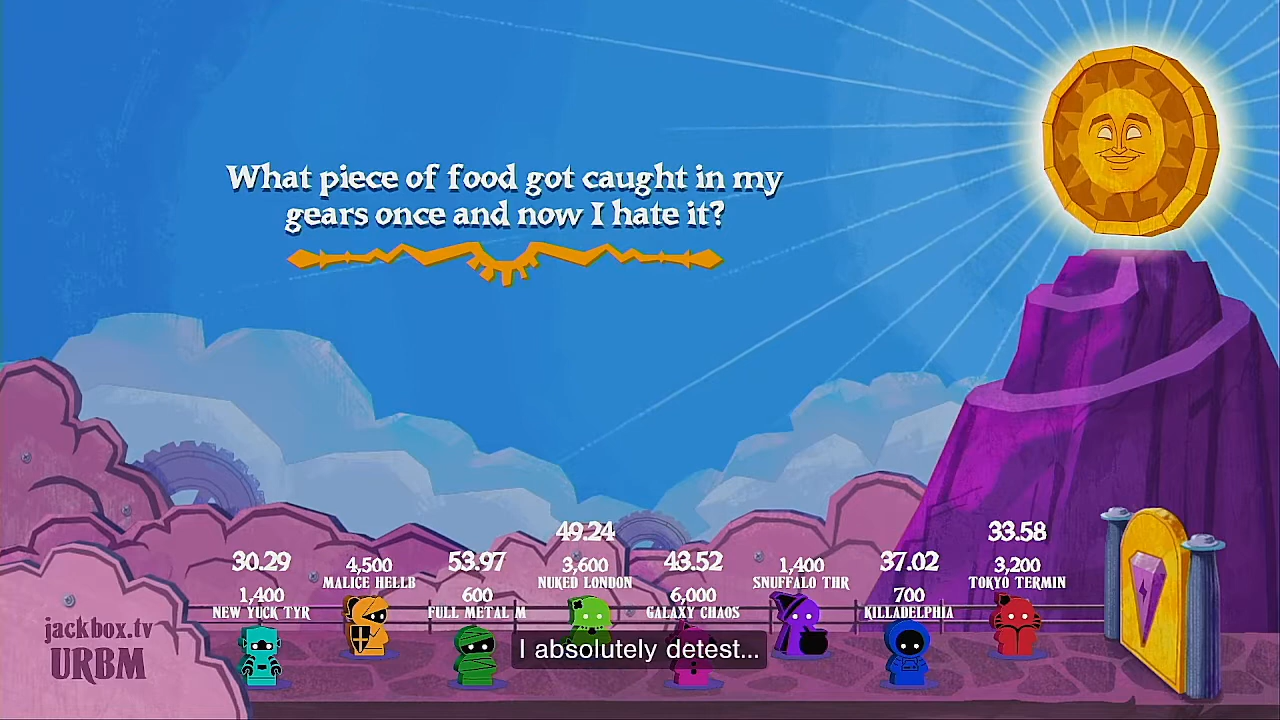 What piece of food got caught in my
gears once and now I hate it?
49.24
33.58
30.29
4,500
53.97
3,600
43.52
1,400
37.02
3,200
MALICE HELLB
NUKED LONDON
SNUFFALO THR
TOKYO TERMIN
1,400
600
6,000
700
NEW YUCK TYR
FULL METAL M
GALAXY CHAOS
KILLADELPHIA
jackbox.tv
URBM
I absolutely detest...